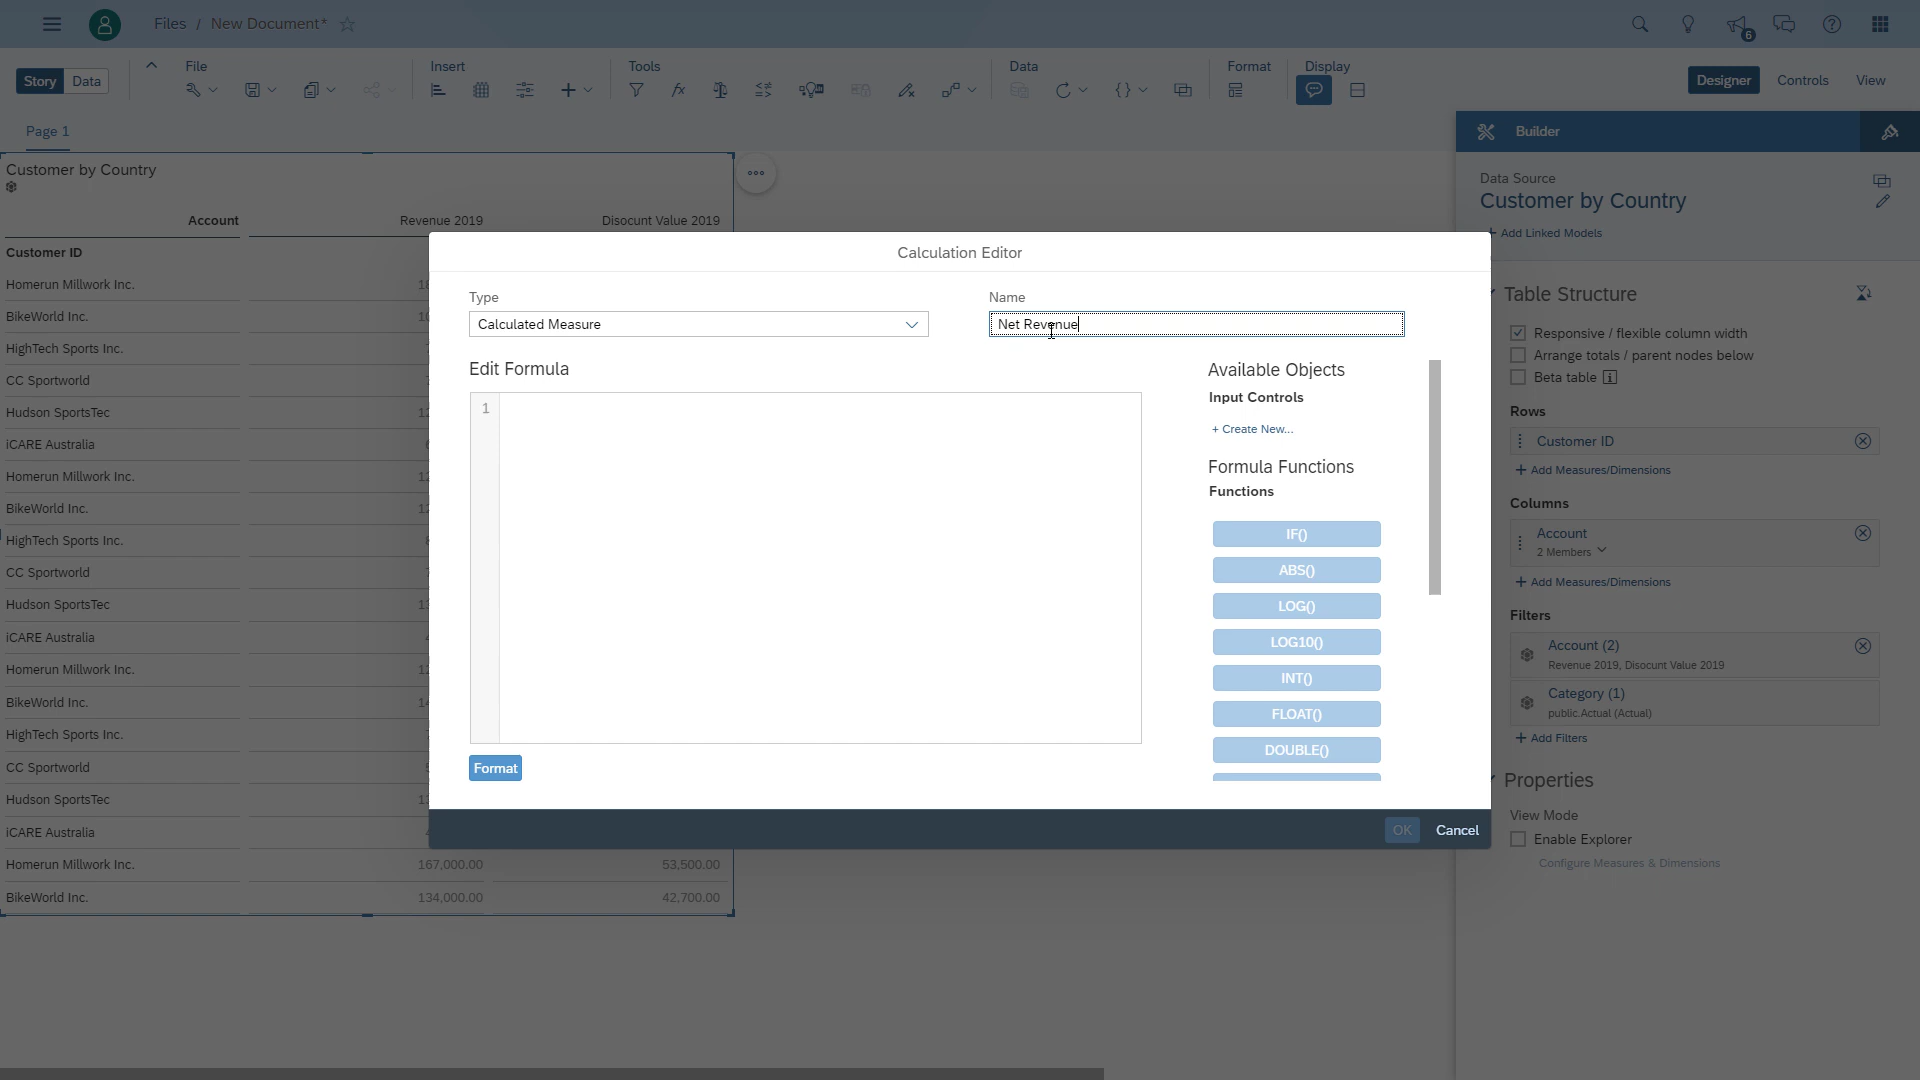 Files / New Document*
6
Story Data
File
Insert
Tools
Data
Format
Display
Designer Controls View
Page 1
Customer by Country
Account Revenue 2019 Disocunt Value 2019
Customer ID
Homerun Millwork Inc.
BikeWorld Inc.
HighTech Sports Inc.
CC Sportworld
Hudson SportsTec
iCARE Australia
Homerun Millwork Inc.
BikeWorld Inc.
HighTech Sports Inc.
CC Sportworld
Hudson SportsTec
iCARE Australia
Homerun Millwork Inc.
BikeWorld Inc.
HighTech Sports Inc.
CC Sportworld
Hudson SportsTec
iCARE Australia
Homerun Millwork Inc. 167,000.00 53,500.00
BikeWorld Inc. 134,000.00 42,700.00
Calculation Editor
Type
Calculated Measure
Name
Net Revenue
Edit Formula
1
Format
Available Objects
Input Controls
+ Create New...
Formula Functions
Functions
IF()
ABS()
LOG()
LOG10()
INT()
FLOAT()
DOUBLE()
OK Cancel
Builder
Data Source
Customer by Country
+ Add Linked Models
Table Structure
Responsive / flexible column width
Arrange totals / parent nodes below
Beta table
Rows
Customer ID
+ Add Measures/Dimensions
Columns
Account
2 Members
+ Add Measures/Dimensions
Filters
Account (2)
Revenue 2019, Disocunt Value 2019
Category (1)
public.Actual (Actual)
+ Add Filters
Properties
View Mode
Enable Explorer
Configure Measures & Dimensions